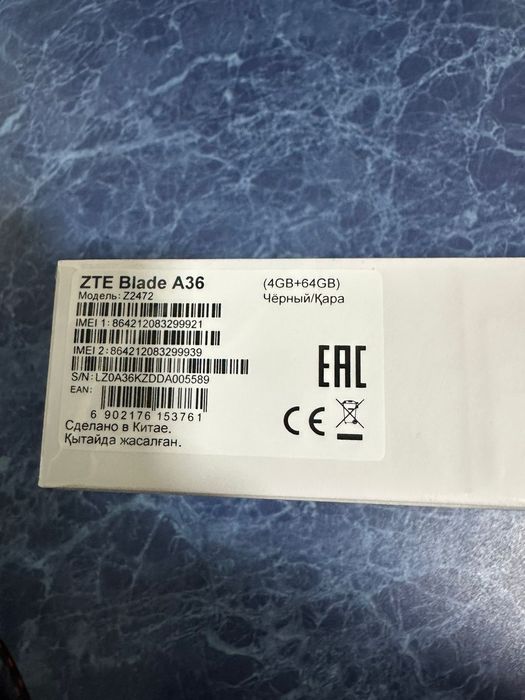 ZTE Blade A36
(4GB+64GB)
Модель: Z2472
Чёрный/Қара
IMEI 1: 864212083299921
IMEI 2: 864212083299939
S/N: LZ0A36KZDDA005589
EAN:
6 902176 153761
Сделано в Китае.
Қытайда жасалған.
EAC
CE